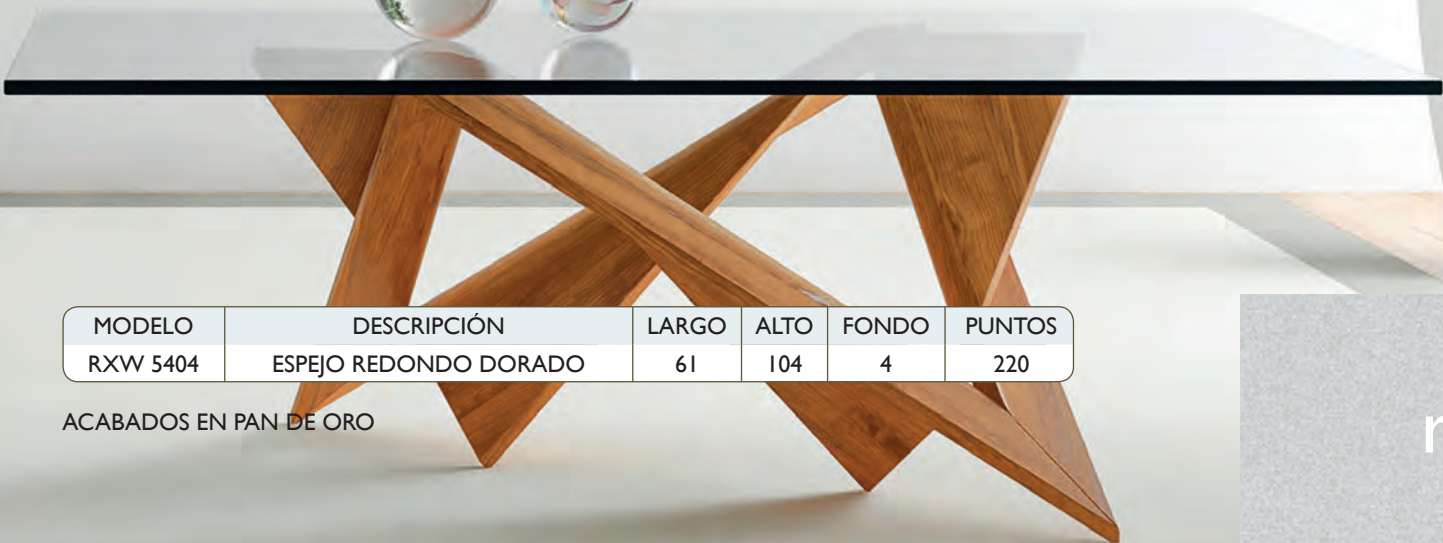 MODELO DESCRIPCIÓN LARGO ALTO FONDO PUNTOS
RXW 5404 ESPEJO REDONDO DORADO 61 104 4 220
ACABADOS EN PAN DE ORO